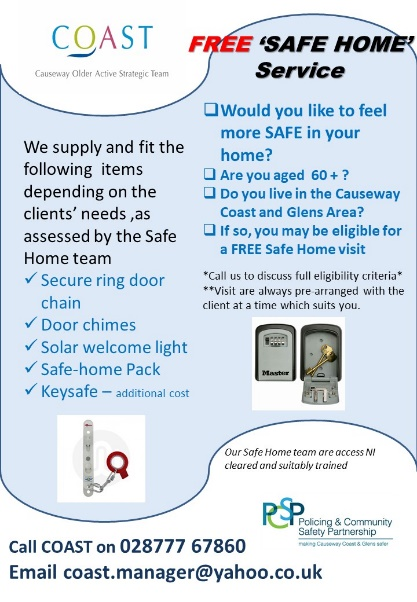 COAST
Causeway Older Active Strategic Team
FREE ‘SAFE HOME’
Service
We supply and fit the
following items
depending on the
clients’ needs ,as
assessed by the Safe
Home team
✓ Secure ring door
chain
✓ Door chimes
✓ Solar welcome light
✓ Safe-home Pack
✓ Keysafe – additional cost
❑Would you like to feel
more SAFE in your
home?
❑ Are you aged 60 + ?
❑ Do you live in the Causeway
Coast and Glens Area?
❑ If so, you may be eligible for
a FREE Safe Home visit
*Call us to discuss full eligibility criteria*
**Visit are always pre-arranged with the
client at a time which suits you.
Master
Our Safe Home team are access NI
cleared and suitably trained
PCSP Policing & Community
Safety Partnership
making Causeway Coast & Glens safer
Call COAST on 028777 67860
Email coast.manager@yahoo.co.uk